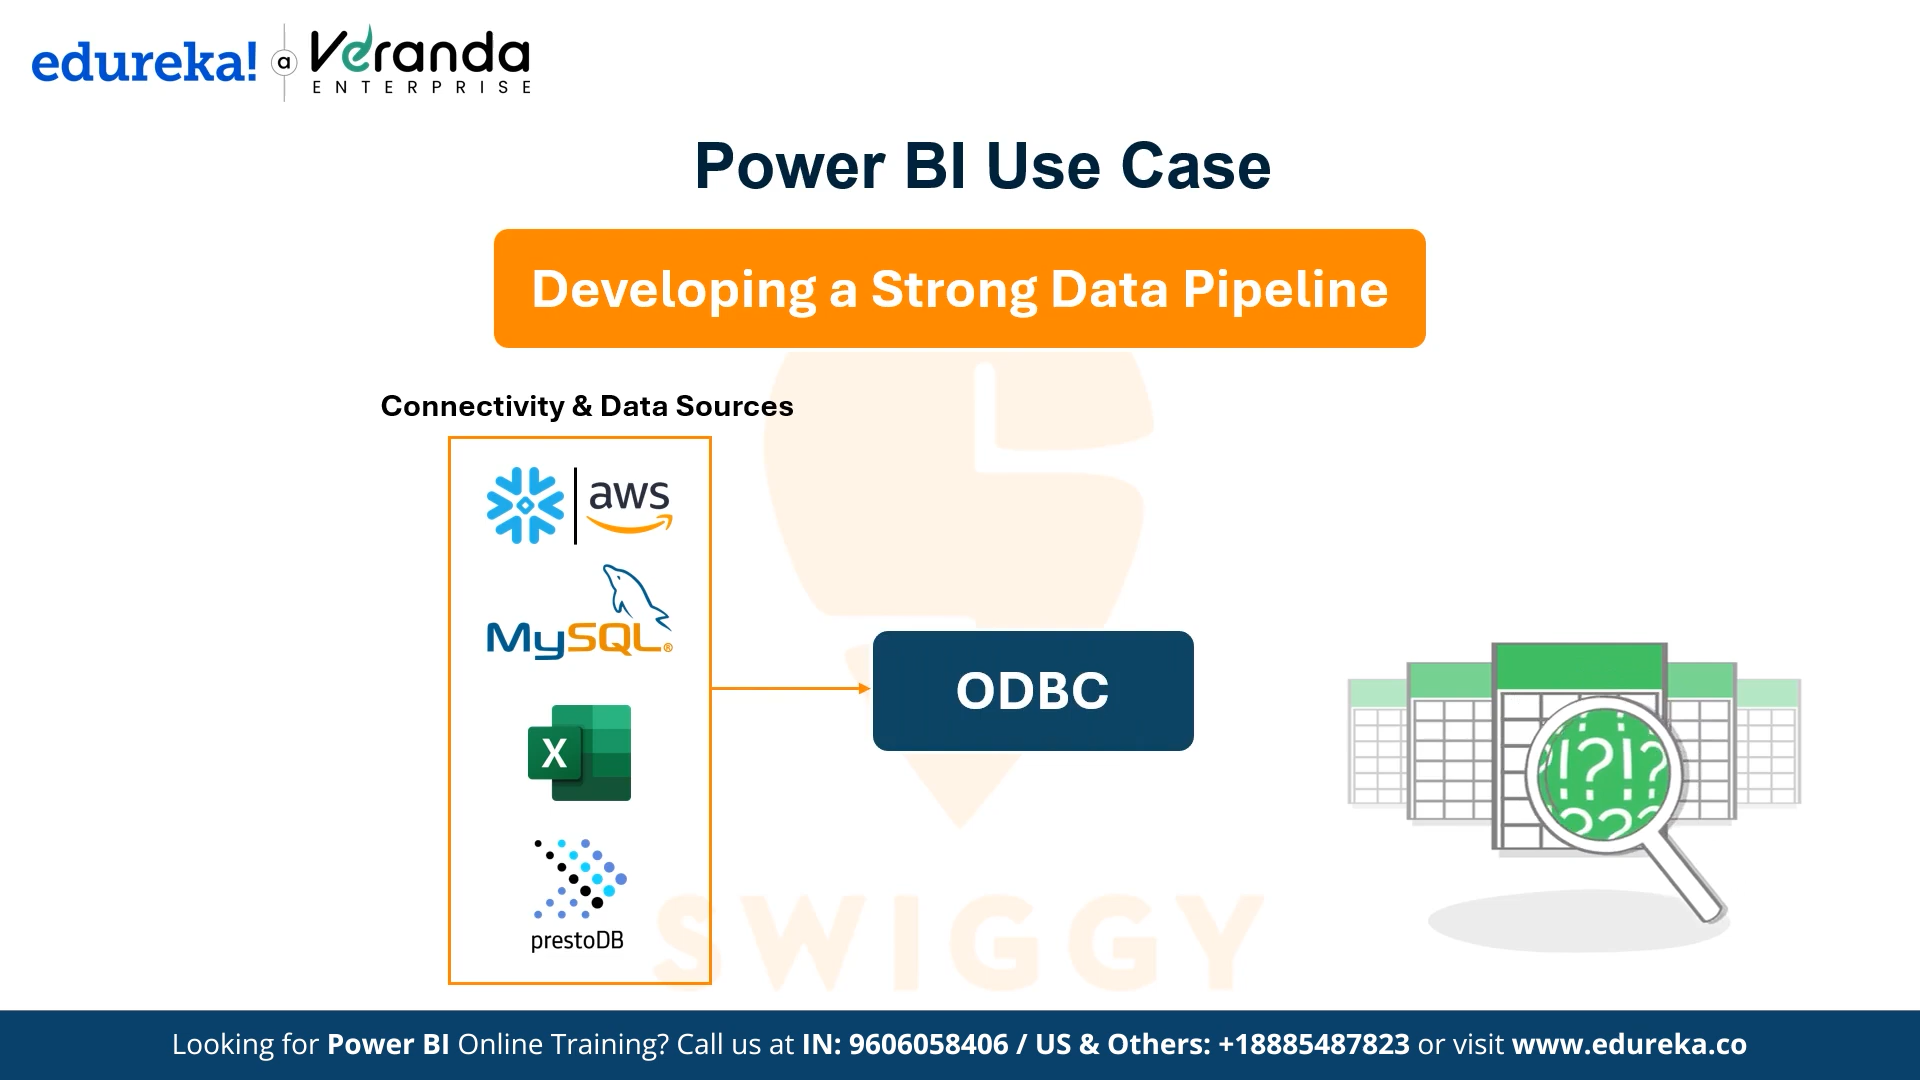 edureka! a Veranda
ENTERPRISE
Power BI Use Case
Developing a Strong Data Pipeline
Connectivity & Data Sources
aws
MySQL®
X
prestoDB
ODBC
!?!?
???
SWIGGY
Looking for Power BI Online Training? Call us at IN: 9606058406 / US & Others: +18885487823 or visit www.edureka.co